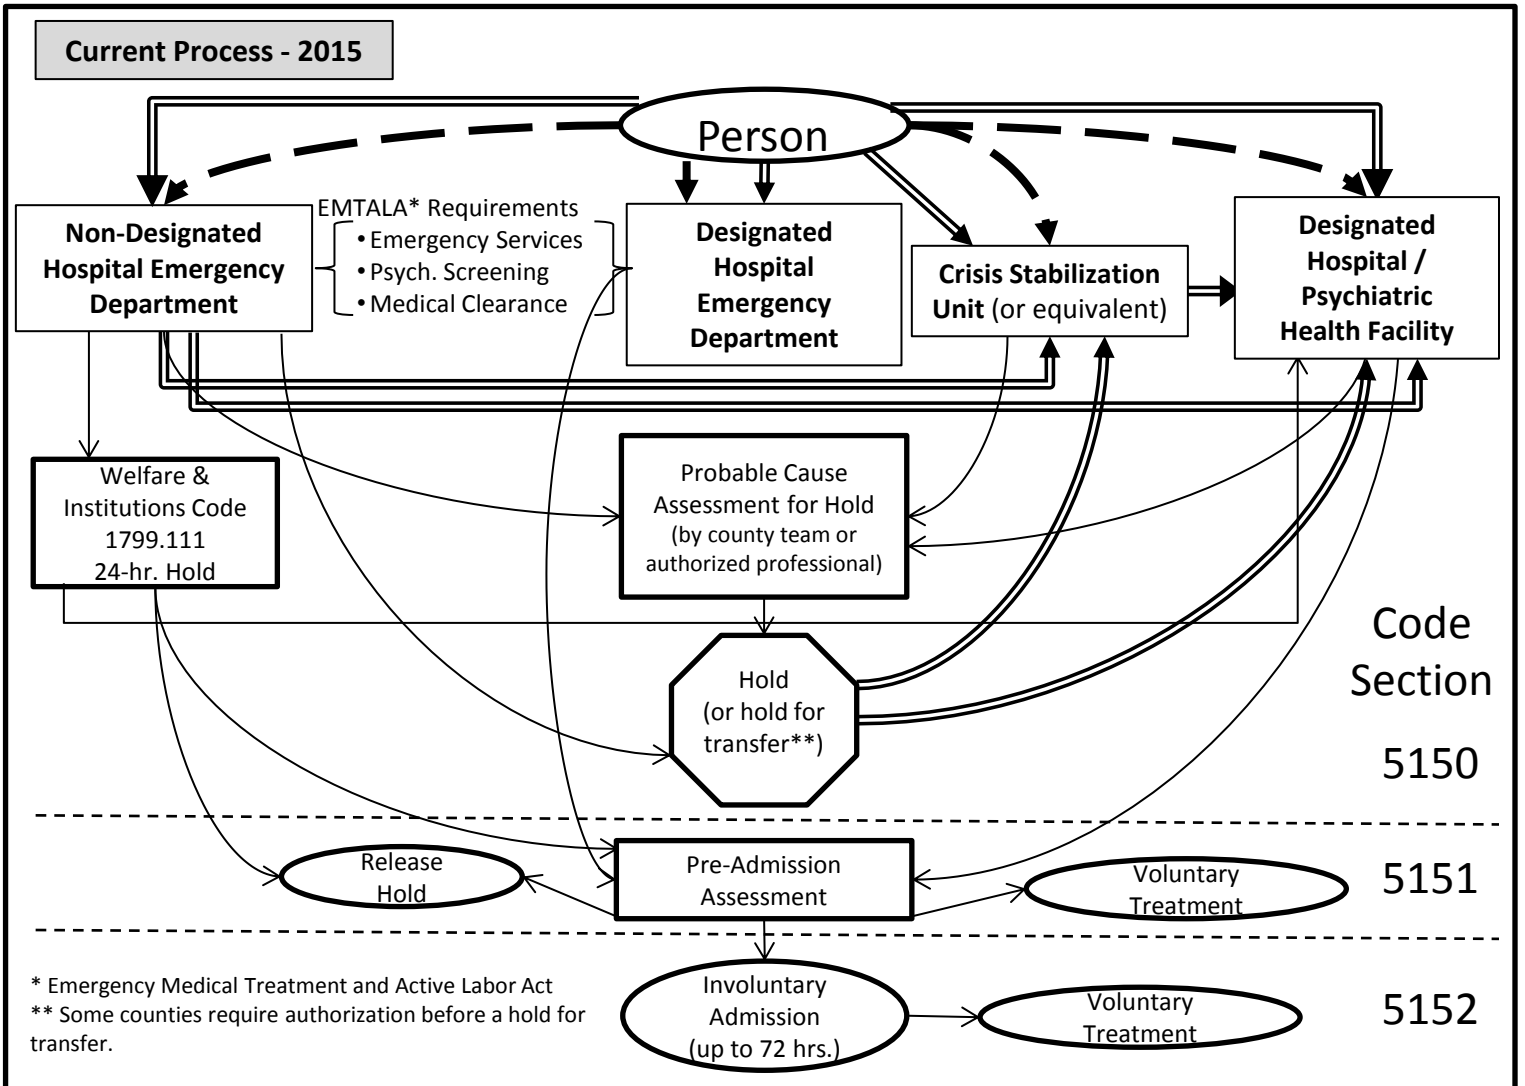 Current Process - 2015
Person
Non-Designated
Hospital Emergency
Department
EMTALA* Requirements
• Emergency Services
• Psych. Screening
• Medical Clearance
Designated
Hospital
Emergency
Department
Crisis Stabilization
Unit (or equivalent)
Designated
Hospital /
Psychiatric
Health Facility
Welfare &
Institutions Code
1799.111
24-hr. Hold
Probable Cause
Assessment for Hold
(by county team or
authorized professional)
Hold
(or hold for
transfer**)
Code
Section
5150
Release
Hold
Pre-Admission
Assessment
Voluntary
Treatment
5151
* Emergency Medical Treatment and Active Labor Act
** Some counties require authorization before a hold for
transfer.
Involuntary
Admission
(up to 72 hrs.)
Voluntary
Treatment
5152